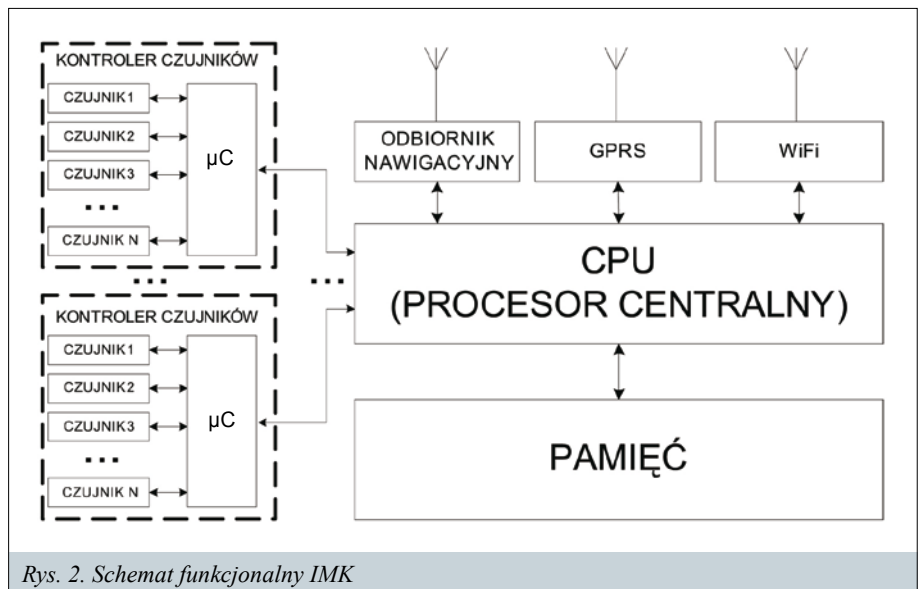 KONTROLER CZUJNIKÓW
CZUJNIK1
CZUJNIK2
CZUJNIK3
...
CZUJNIK N
µC
...
KONTROLER CZUJNIKÓW
CZUJNIK1
CZUJNIK2
CZUJNIK3
...
CZUJNIK N
µC
...
ODBIORNIK
NAWIGACYJNY
GPRS
WiFi
CPU
(PROCESOR CENTRALNY)
PAMIĘĆ
Rys. 2. Schemat funkcjonalny IMK